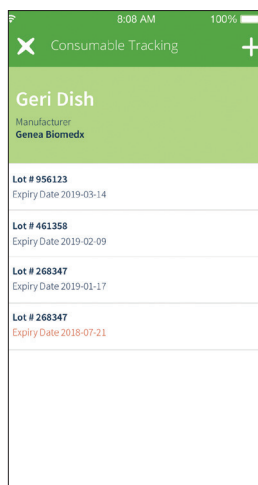 8:08 AM
100%
Consumable Tracking
Geri Dish
Manufacturer
Genea Biomedx
Lot # 956123
Expiry Date 2019-03-14
Lot # 461358
Expiry Date 2019-02-09
Lot # 268347
Expiry Date 2019-01-17
Lot # 268347
Expiry Date 2018-07-21